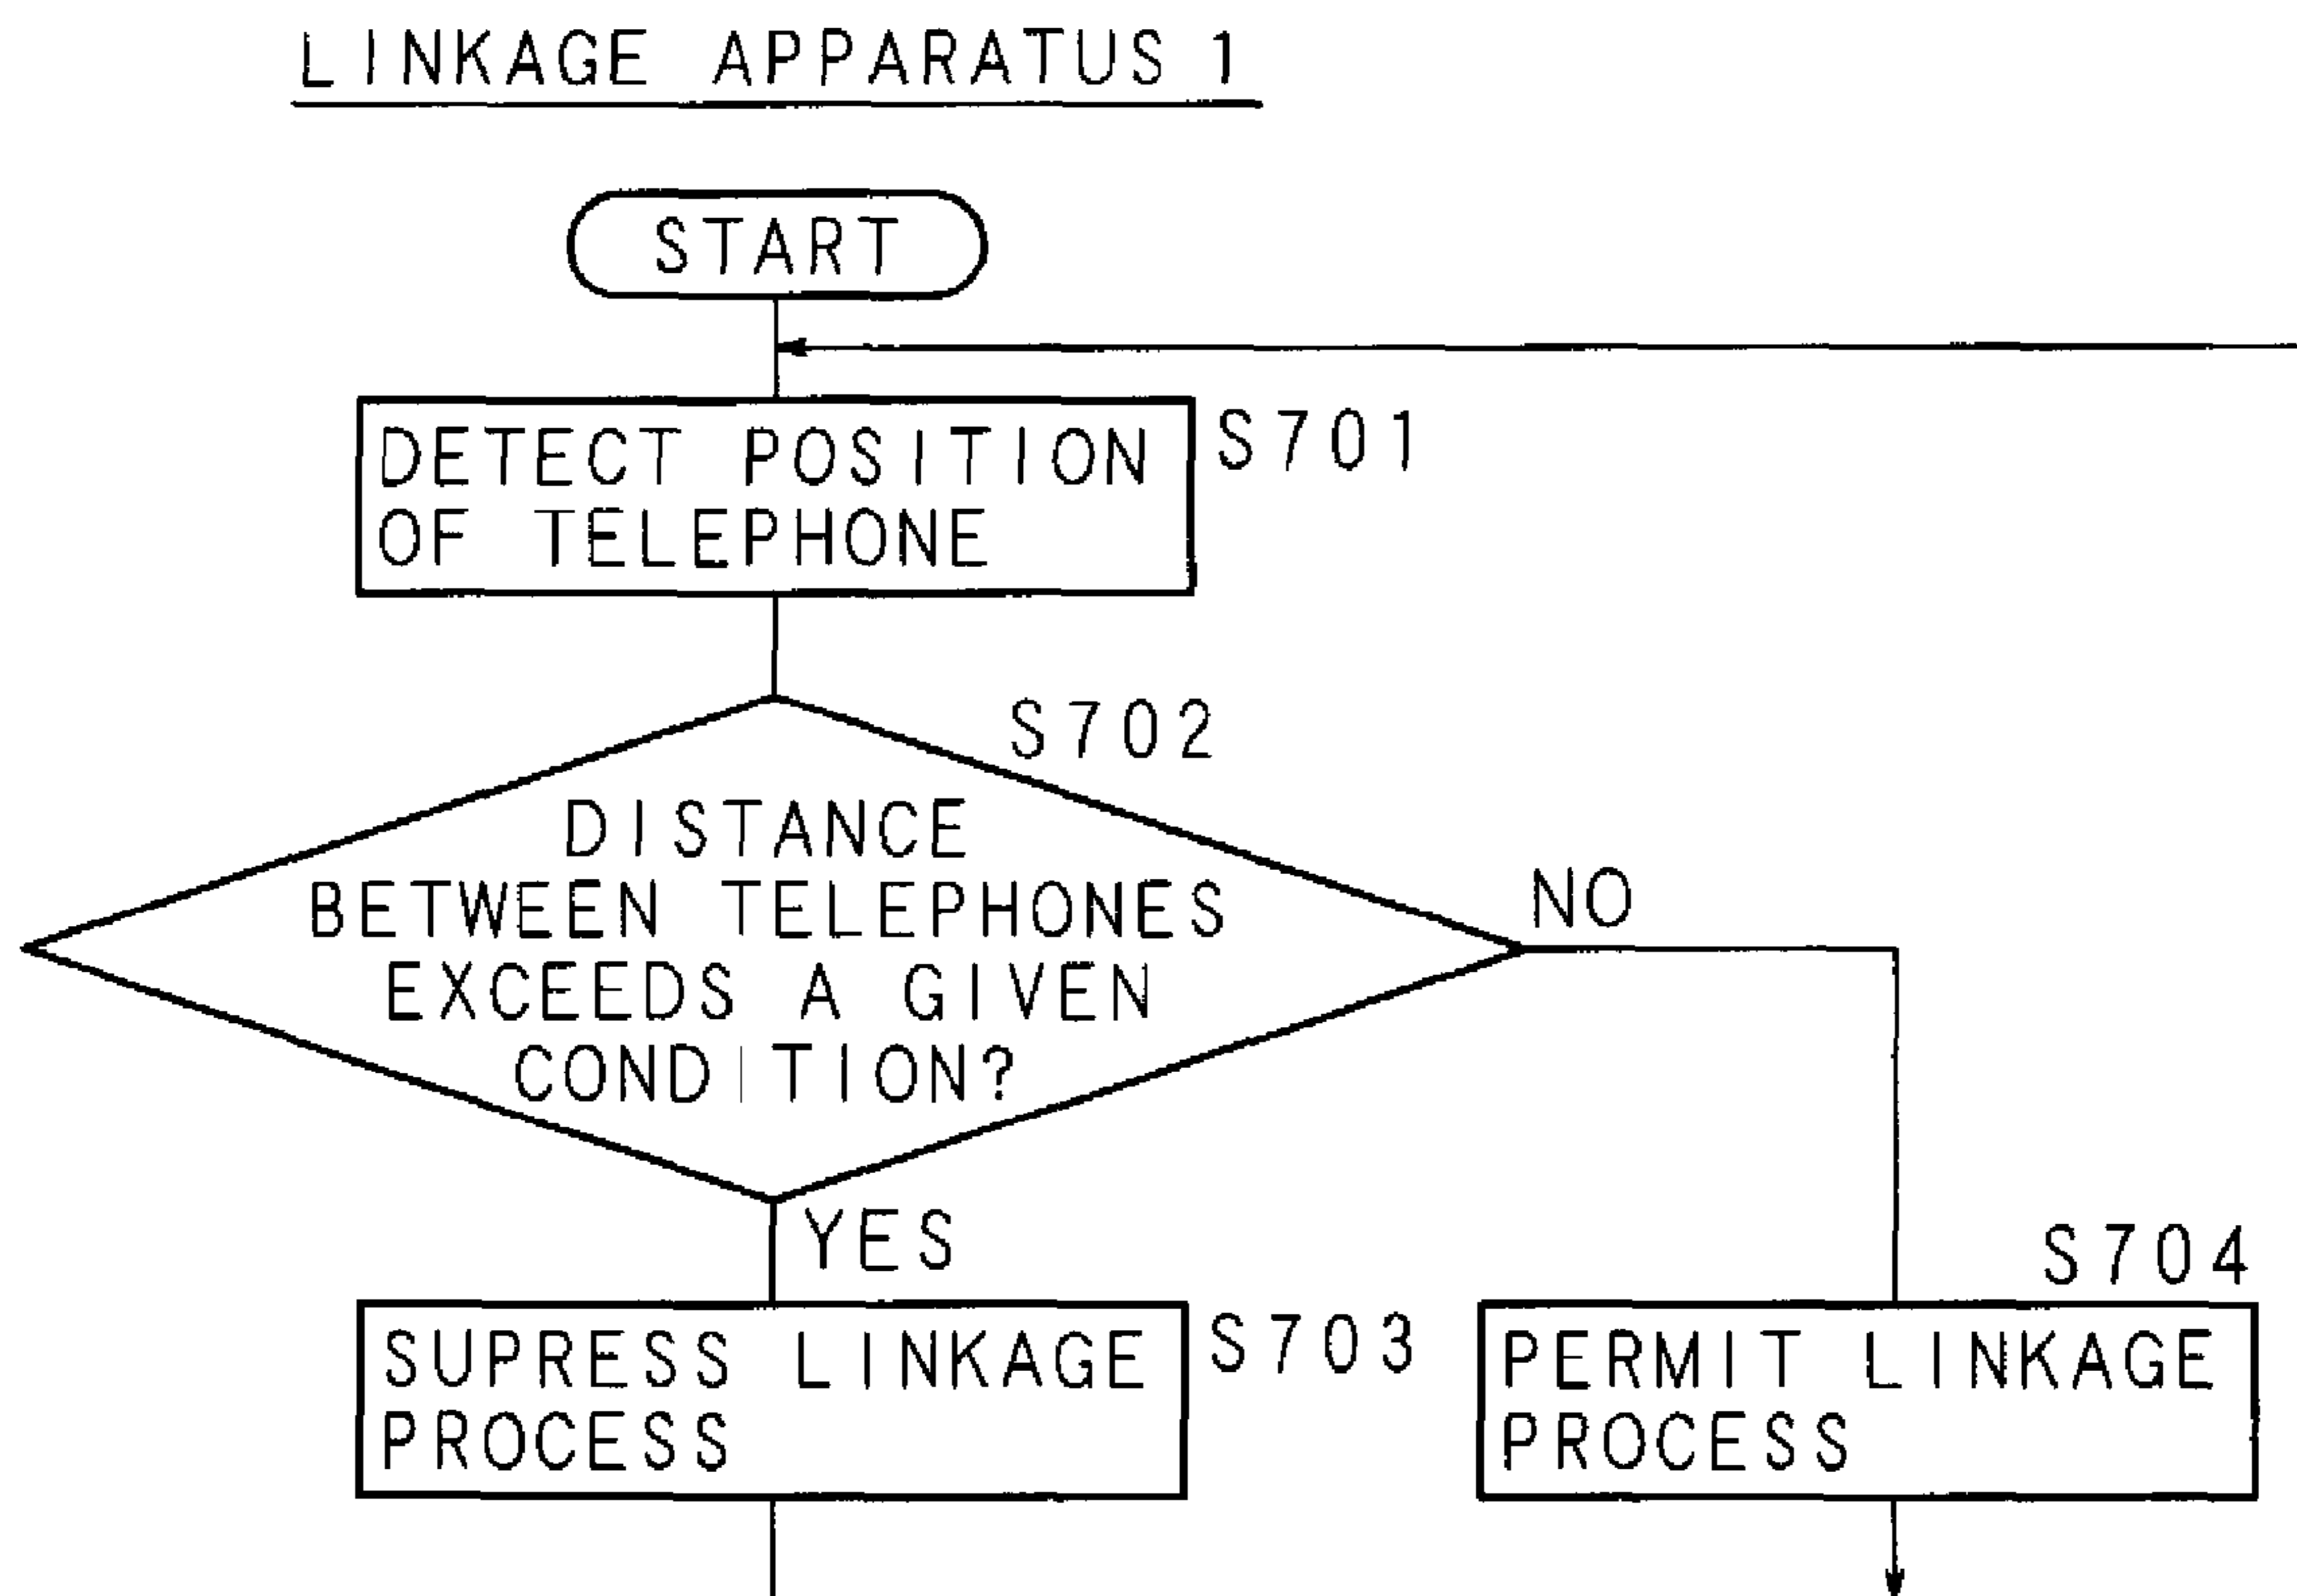 LINKAGE APPARATUS 1
START
DETECT POSITION
OF TELEPHONE
S701
S702
DISTANCE
BETWEEN TELEPHONES
EXCEEDS A GIVEN
CONDITION?
NO
YES
SUPRESS LINKAGE
PROCESS
S703
S704
PERMIT LINKAGE
PROCESS